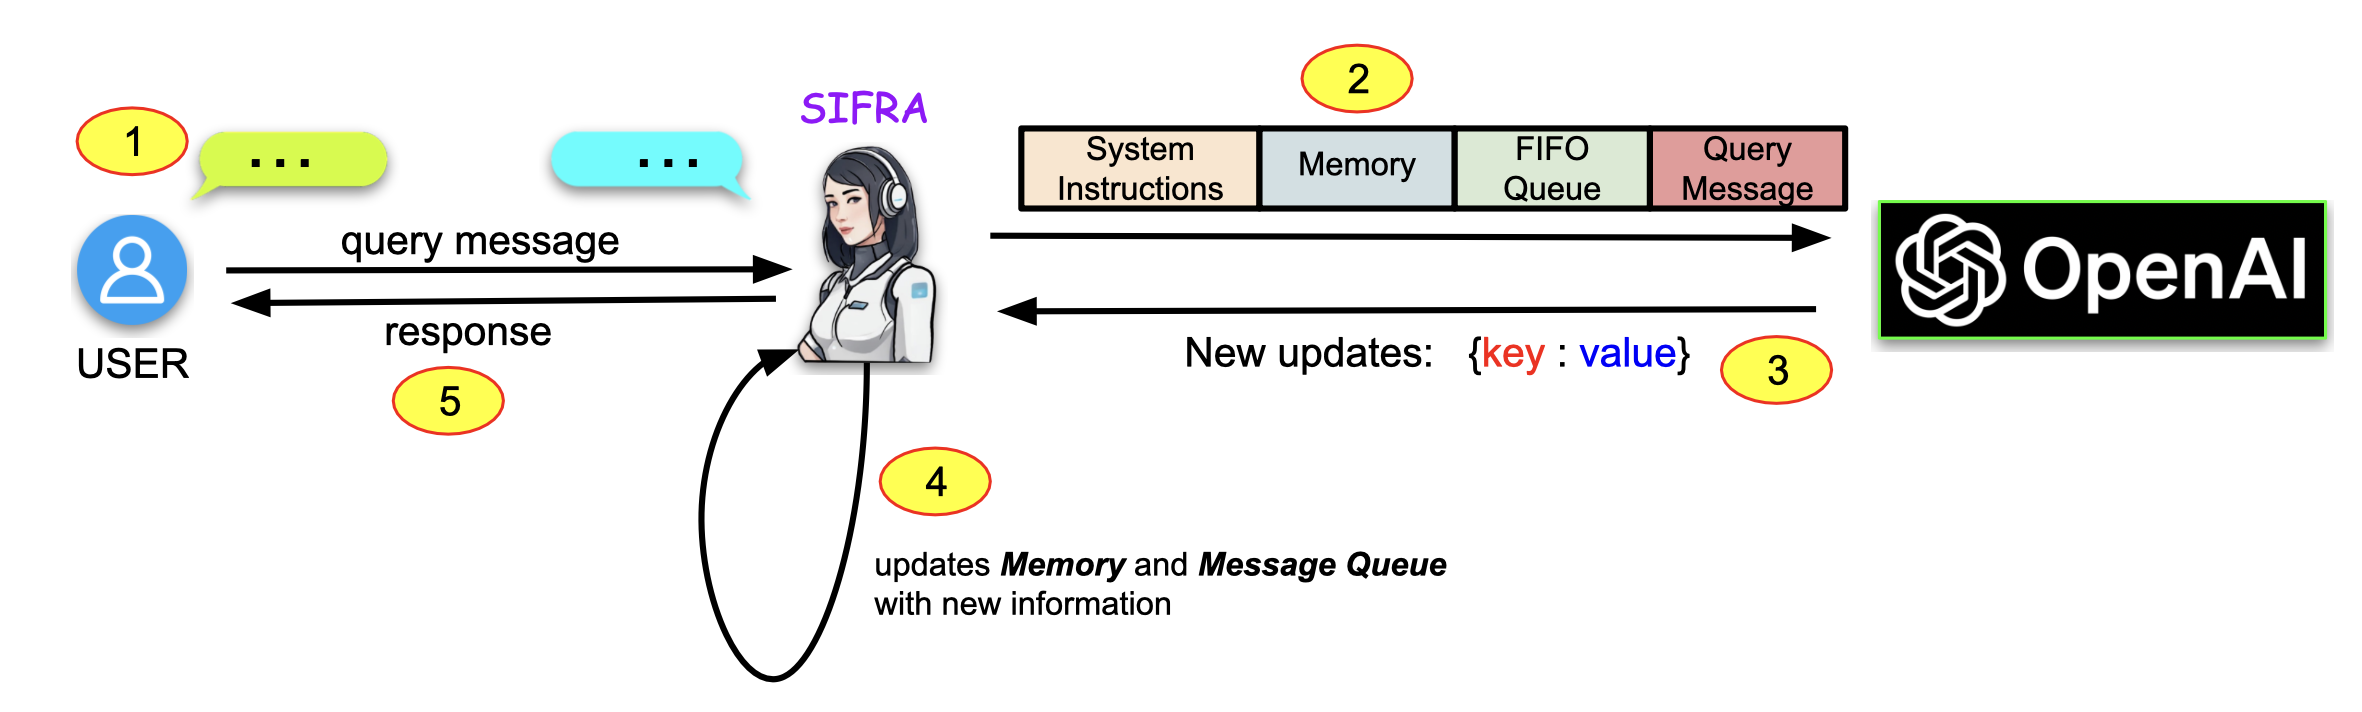 1
...
...
SIFRA
2
System
Instructions
Memory
FIFO
Queue
Query
Message
query message
response
USER
5
OpenAI
New updates: {key : value}
3
4
updates Memory and Message Queue
with new information